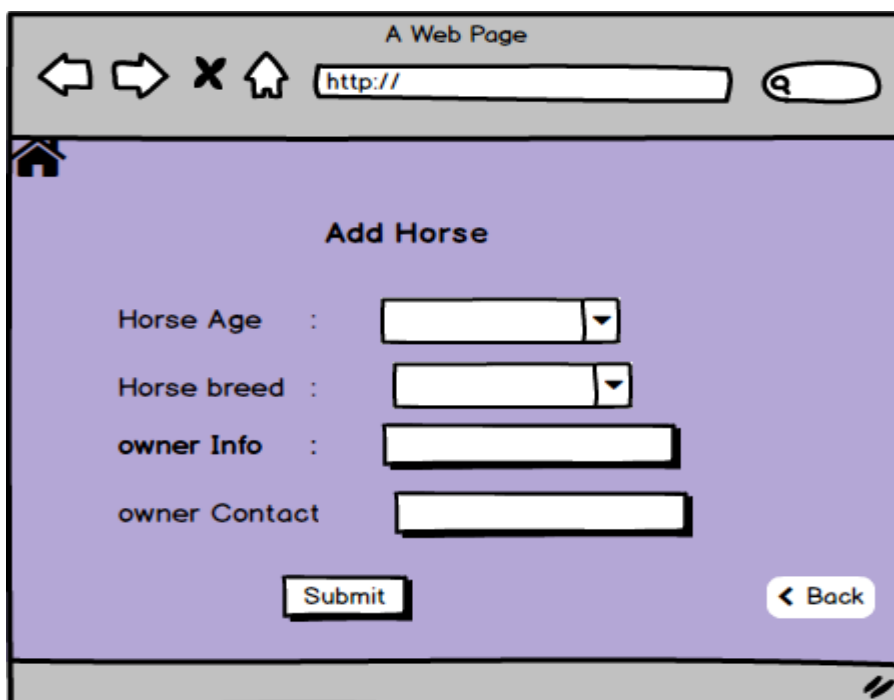 A Web Page
http://
Add Horse
Horse Age :
Horse breed :
owner Info :
owner Contact
Submit
Back